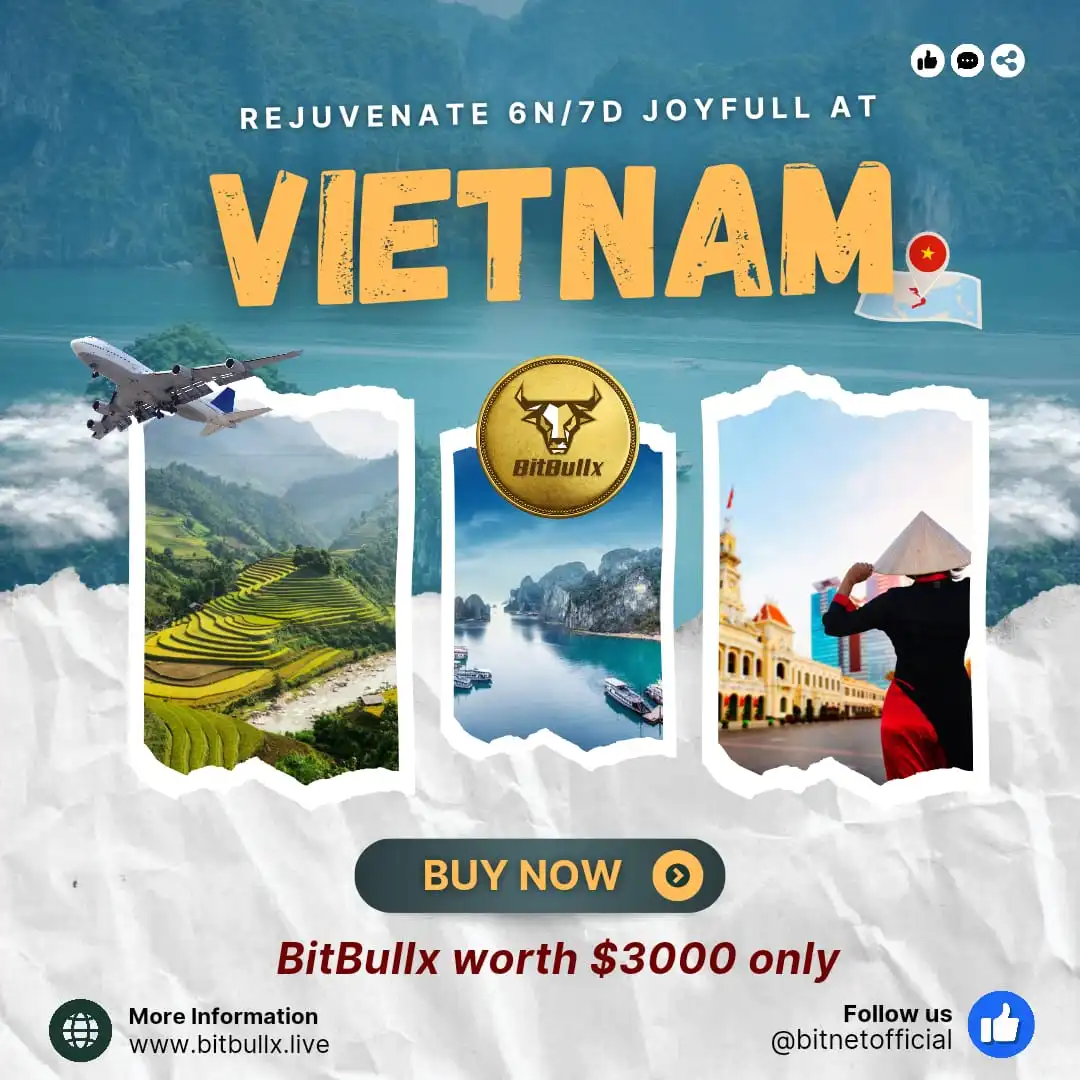 REJUVENATE 6N/7D JOYFULL AT
VIETNAM
BitBullx
BUY NOW
BitBullx worth $3000 only
More Information
www.bitbullx.live
Follow us
@bitnetofficial